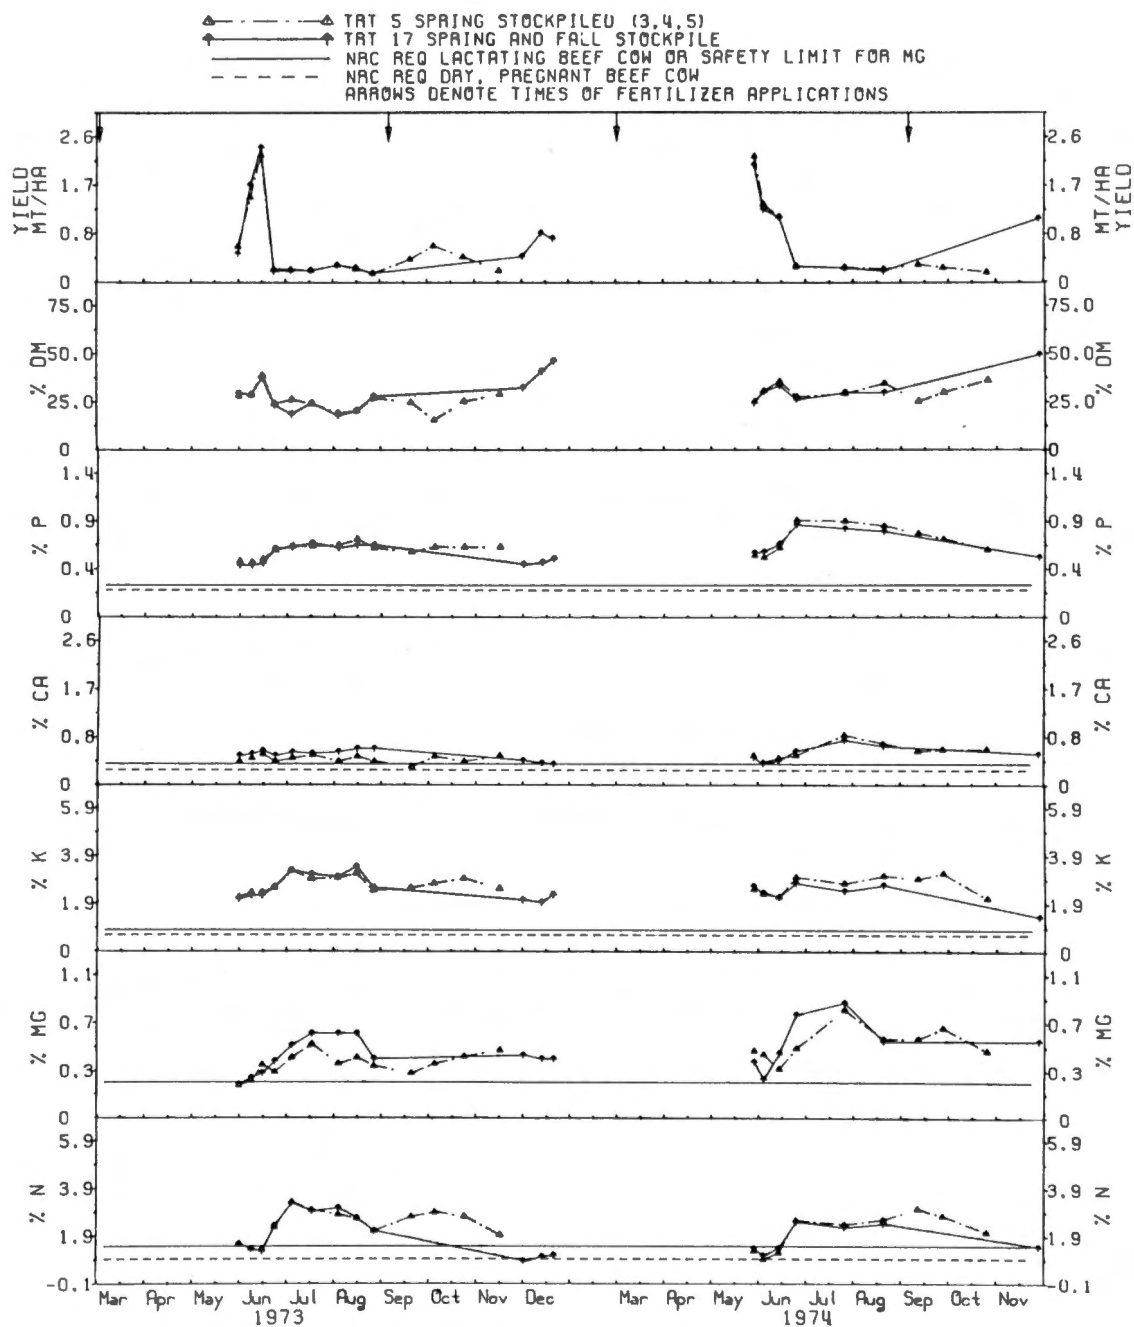 TRT 5 SPRING STOCKPILED (3,4,5)
TRT 17 SPRING AND FALL STOCKPILE
NRC REQ LACTATING BEEF COW OR SAFETY LIMIT FOR MG
NRC REQ DRY, PREGNANT BEEF COW
ARROWS DENOTE TIMES OF FERTILIZER APPLICATIONS
YIELD
MT/HA
2.6
1.7
0.8
0
2.6
1.7
0.8
0
MT/HA
YIELD
% DM
75.0
50.0
25.0
0
75.0
50.0
25.0
0
% DM
% P
1.4
0.9
0.4
0
1.4
0.9
0.4
0
% P
% CA
2.6
1.7
0.8
0
2.6
1.7
0.8
0
% CA
% K
5.9
3.9
1.9
0
5.9
3.9
1.9
0
% K
% MG
1.1
0.7
0.3
0
1.1
0.7
0.3
0
% MG
% N
5.9
3.9
1.9
-0.1
5.9
3.9
1.9
-0.1
% N
Mar Apr May Jun Jul Aug Sep Oct Nov Dec Mar Apr May Jun Jul Aug Sep Oct Nov
1973 1974